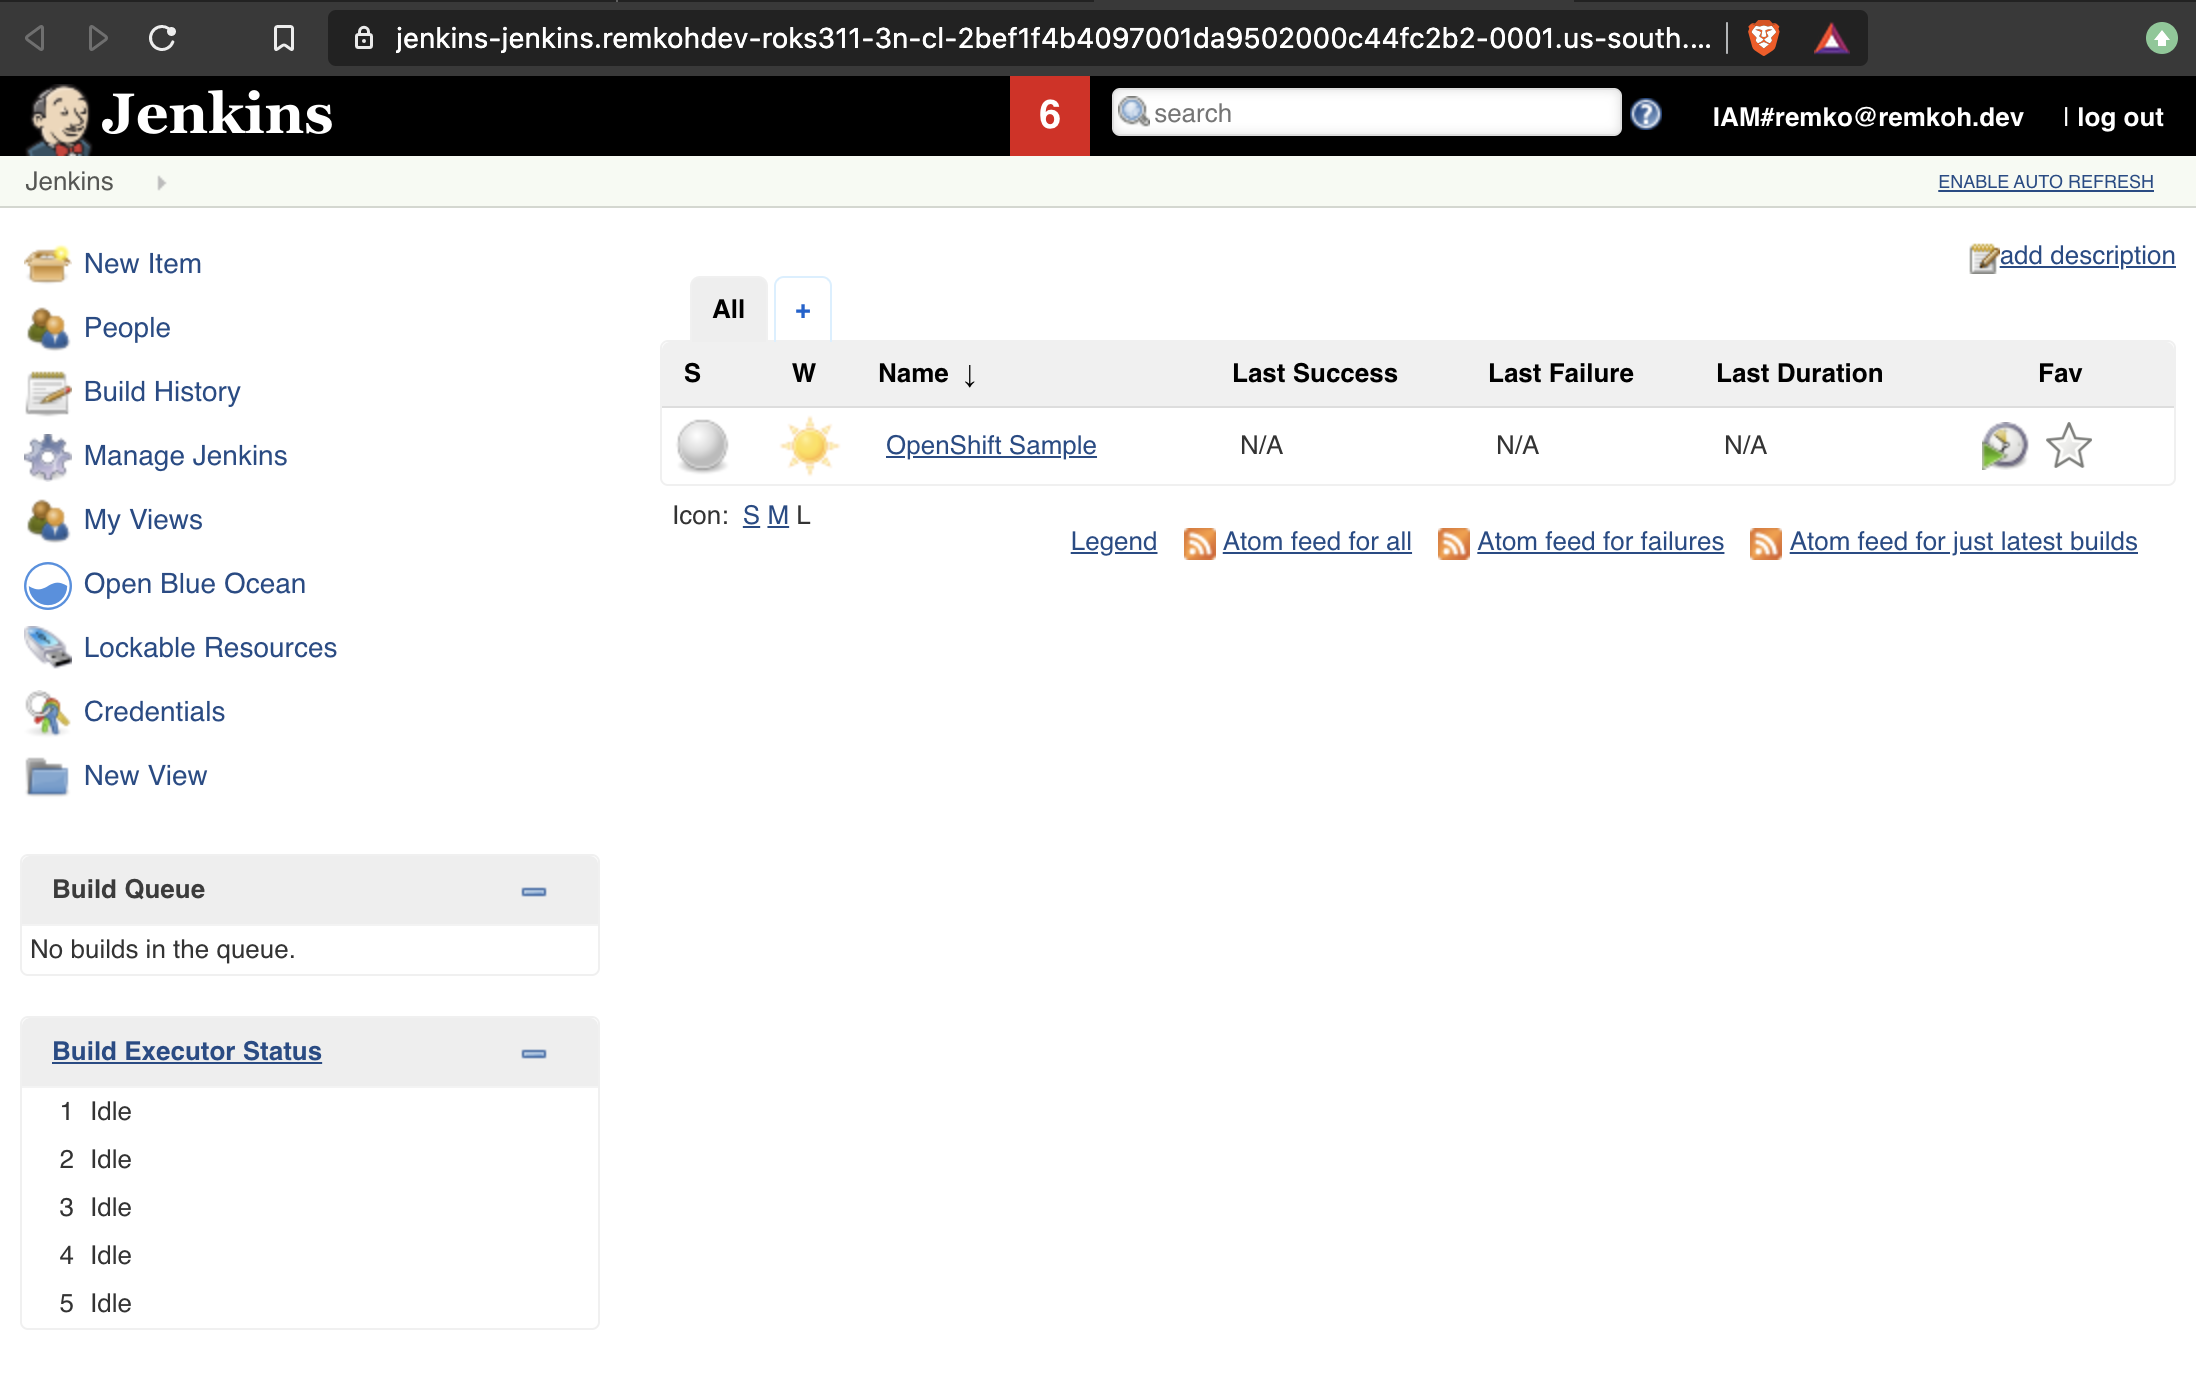 jenkins-jenkins.remkohdev-roks311-3n-cl-2bef1f4b4097001da9502000c44fc2b2-0001.us-south....
Jenkins
6
search
IAM#remko@remkoh.dev
| log out
Jenkins
ENABLE AUTO REFRESH
New Item
People
Build History
Manage Jenkins
My Views
Open Blue Ocean
Lockable Resources
Credentials
New View
Build Queue
No builds in the queue.
Build Executor Status
1 Idle
2 Idle
3 Idle
4 Idle
5 Idle
add description
All +
S W Name ↓ Last Success Last Failure Last Duration Fav
OpenShift Sample N/A N/A N/A
Icon: S M L
Legend Atom feed for all Atom feed for failures Atom feed for just latest builds